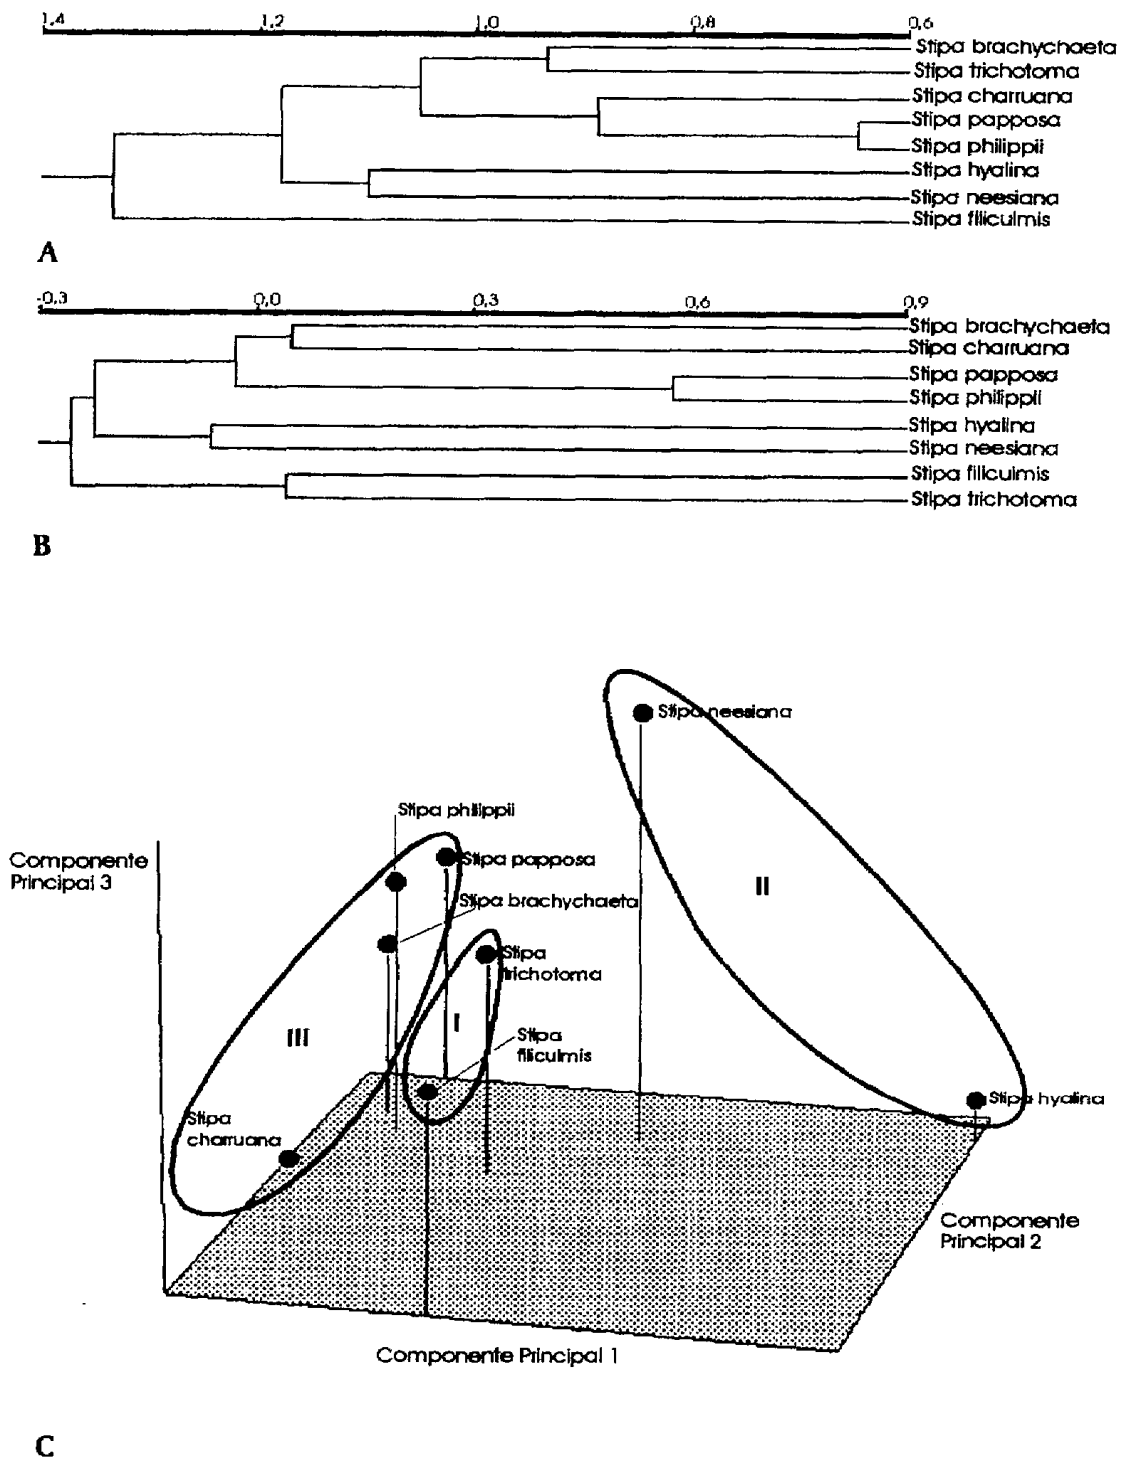 1,4 1,2 1,0 0,8 0,6
Stipa brachychaeta
Stipa trichotoma
Stipa charruana
Stipa papposa
Stipa philippii
Stipa hyalina
Stipa neesiana
Stipa filiculmis
A
-0,3 0,0 0,3 0,6 0,9
Stipa brachychaeta
Stipa charruana
Stipa papposa
Stipa philippii
Stipa hyalina
Stipa neesiana
Stipa filiculmis
Stipa trichotoma
B
Stipa neesiana
Stipa philippii
Componente
Principal 3
Stipa papposa
II
Stipa brachychaeta
Stipa
trichotoma
I
III
Stipa
filiculmis
Stipa hyalina
Stipa
charruana
Componente
Principal 2
Componente Principal 1
C